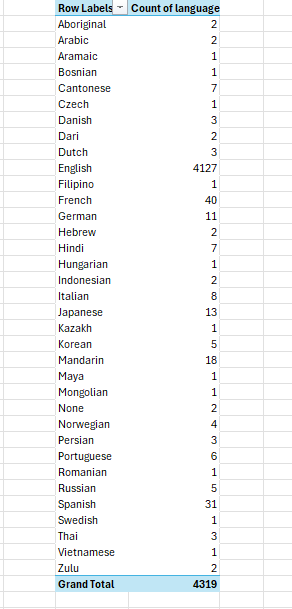 Row Labels Count of language
Aboriginal 2
Arabic 2
Aramaic 1
Bosnian 1
Cantonese 7
Czech 1
Danish 3
Dari 2
Dutch 3
English 4127
Filipino 1
French 40
German 11
Hebrew 2
Hindi 7
Hungarian 1
Indonesian 2
Italian 8
Japanese 13
Kazakh 1
Korean 5
Mandarin 18
Maya 1
Mongolian 1
None 2
Norwegian 4
Persian 3
Portuguese 6
Romanian 1
Russian 5
Spanish 31
Swedish 1
Thai 3
Vietnamese 1
Zulu 2
Grand Total 4319